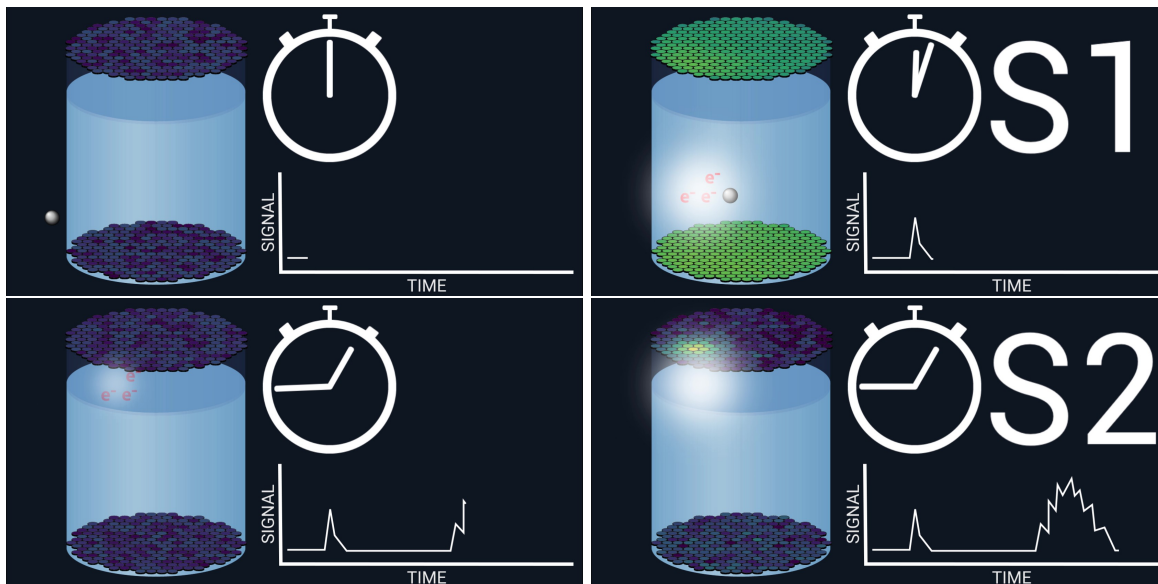 SIGNAL
TIME
S1
e⁻
e⁻ e⁻
SIGNAL
TIME
e
e⁻ e⁻
SIGNAL
TIME
S2
SIGNAL
TIME